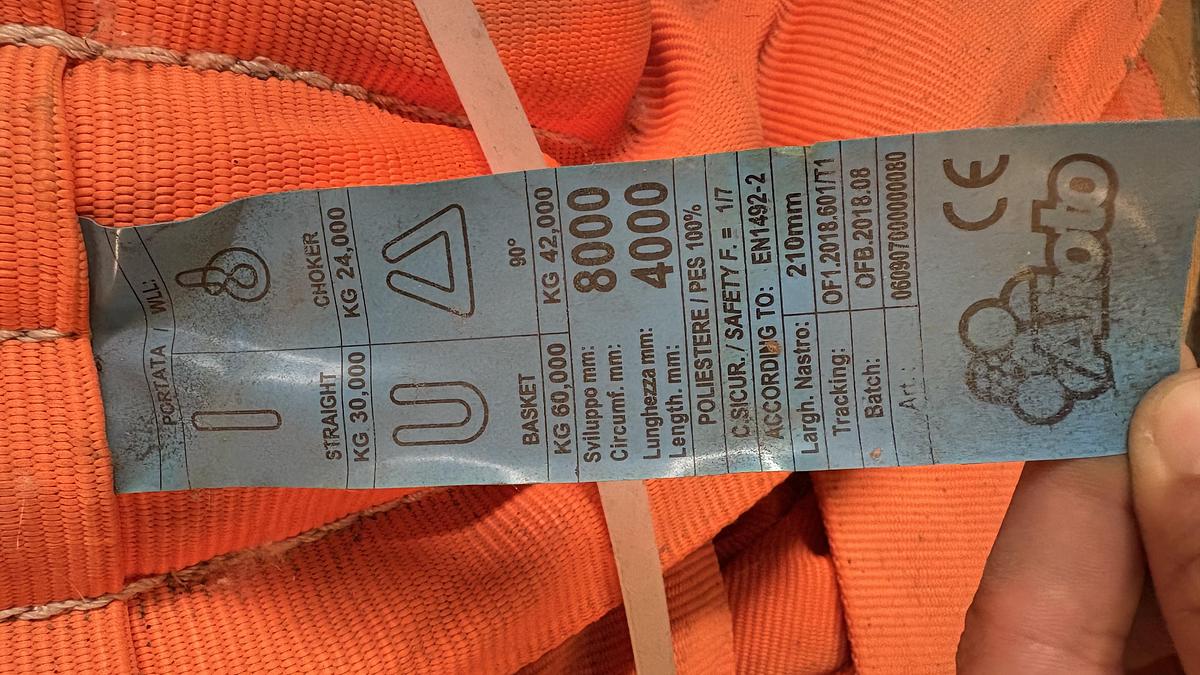 PORTATA / WLL:
STRAIGHT
CHOKER
KG 30,000
KG 24,000
BASKET
90°
KG 60,000
KG 42,000
Sviluppo mm:
Circumf. mm:
8000
Lunghezza mm:
Length. mm:
4000
POLIESTERE / PES 100%
C.SICUR. / SAFETY F. = 1/7
ACCORDING TO: EN1492-2
Largh. Nastro: 210mm
Tracking: OF1.2018.601/T1
Batch: OFB.2018.08
Art.: 060907000000080
CE